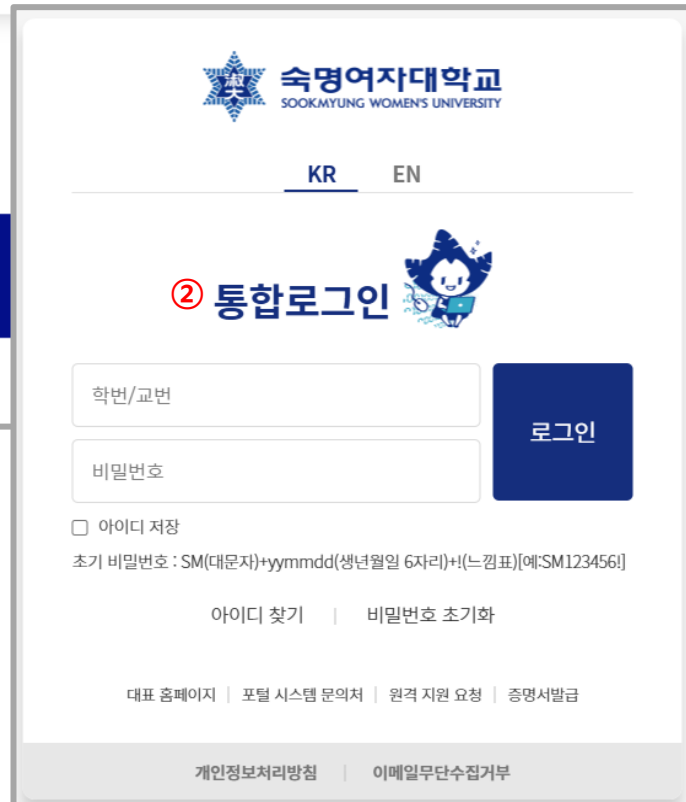 숙명여자대학교
SOOKMYUNG WOMEN'S UNIVERSITY
KR EN
② 통합로그인
학번/교번
로그인
비밀번호
아이디 저장
초기 비밀번호 : SM(대문자)+yymmdd(생년월일 6자리)+!(느낌표)[예:SM123456!]
아이디 찾기 | 비밀번호 초기화
대표 홈페이지 | 포털 시스템 문의처 | 원격 지원 요청 | 증명서발급
개인정보처리방침 | 이메일무단수집거부